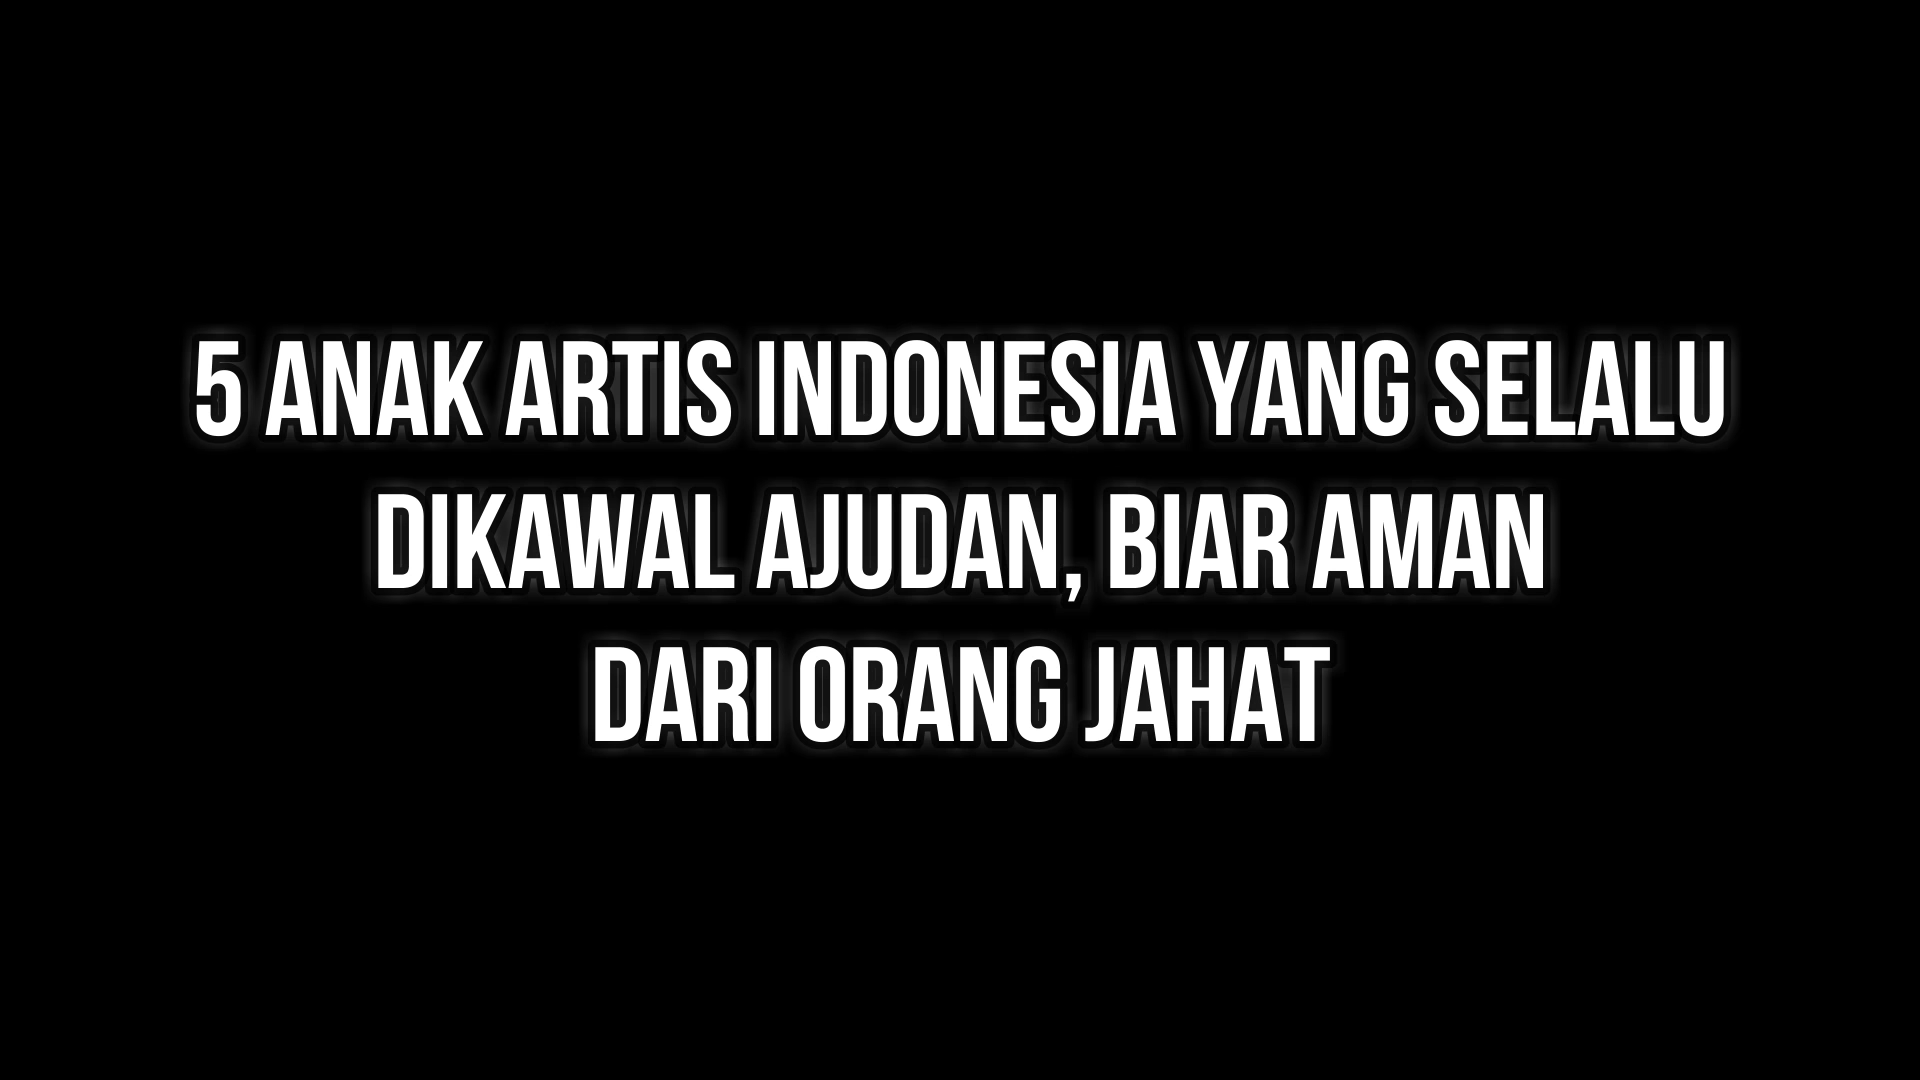 5 ANAK ARTIS INDONESIA YANG SELALU
DIKAWAL AJUDAN, BIAR AMAN
DARI ORANG JAHAT